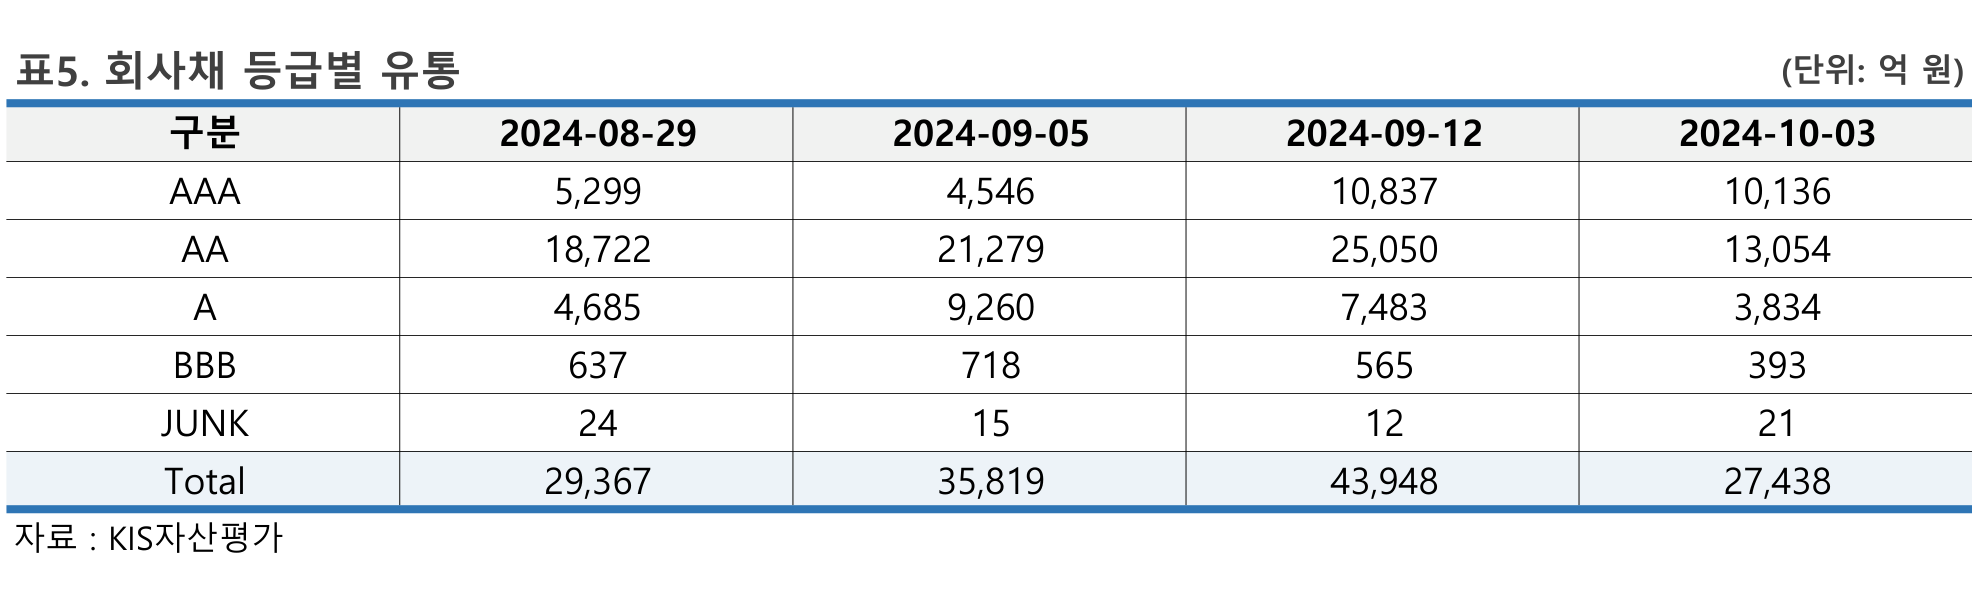 표5. 회사채 등급별 유통 (단위: 억 원)
구분 2024-08-29 2024-09-05 2024-09-12 2024-10-03
AAA 5,299 4,546 10,837 10,136
AA 18,722 21,279 25,050 13,054
A 4,685 9,260 7,483 3,834
BBB 637 718 565 393
JUNK 24 15 12 21
Total 29,367 35,819 43,948 27,438
자료 : KIS자산평가